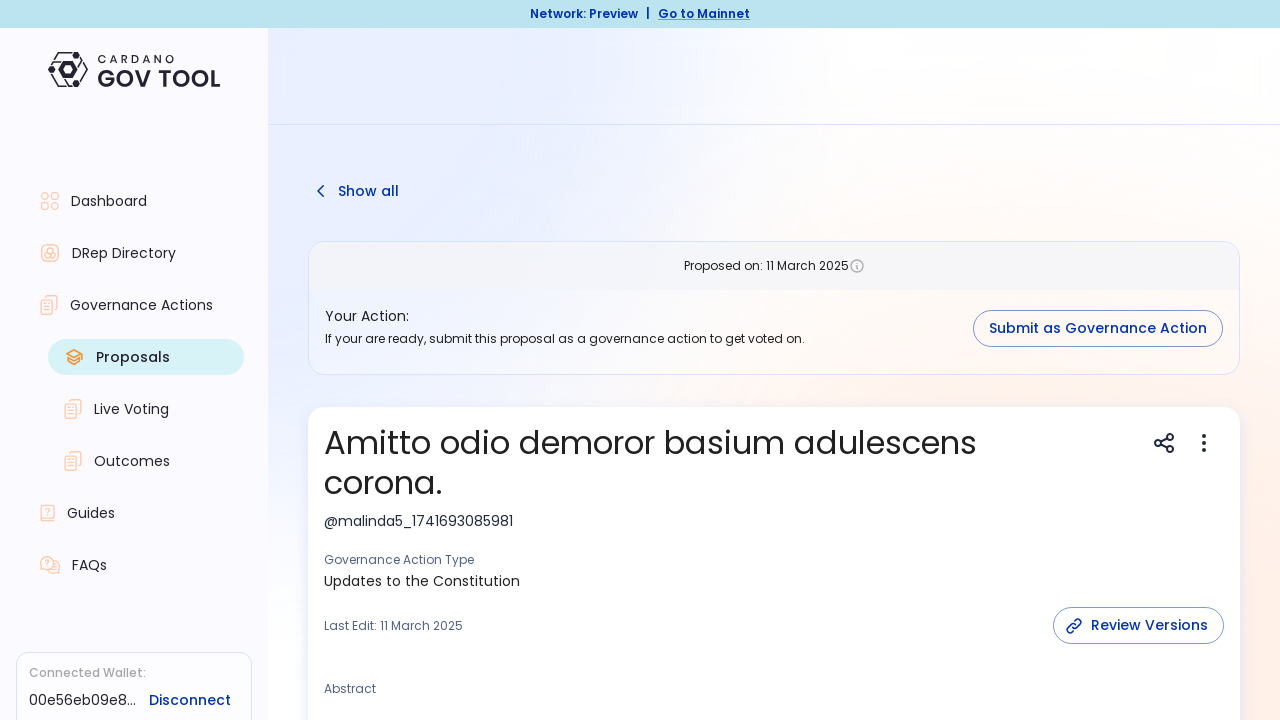 Network: Preview | Go to Mainnet
CARDANO
GOV TOOL
Dashboard
DRep Directory
Governance Actions
Proposals
Live Voting
Outcomes
Guides
FAQs
Connected Wallet:
00e56eb09e8... Disconnect
Show all
Proposed on: 11 March 2025
Your Action:
If your are ready, submit this proposal as a governance action to get voted on.
Submit as Governance Action
Amitto odio demoror basium adulescens
corona.
@malinda5_1741693085981
Governance Action Type
Updates to the Constitution
Last Edit: 11 March 2025
Review Versions
Abstract